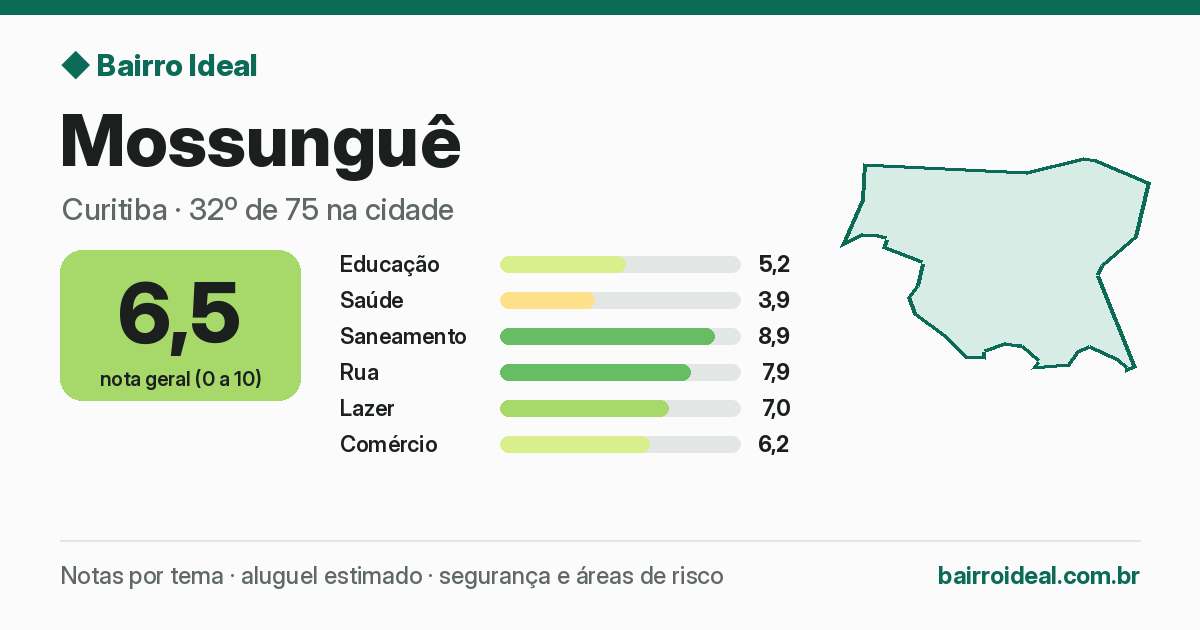 Bairro Ideal
Mossunguê
Curitiba · 32º de 75 na cidade
6,5
nota geral (0 a 10)
Educação 5,2
Saúde 3,9
Saneamento 8,9
Rua 7,9
Lazer 7,0
Comércio 6,2
Notas por tema · aluguel estimado · segurança e áreas de risco
bairroideal.com.br